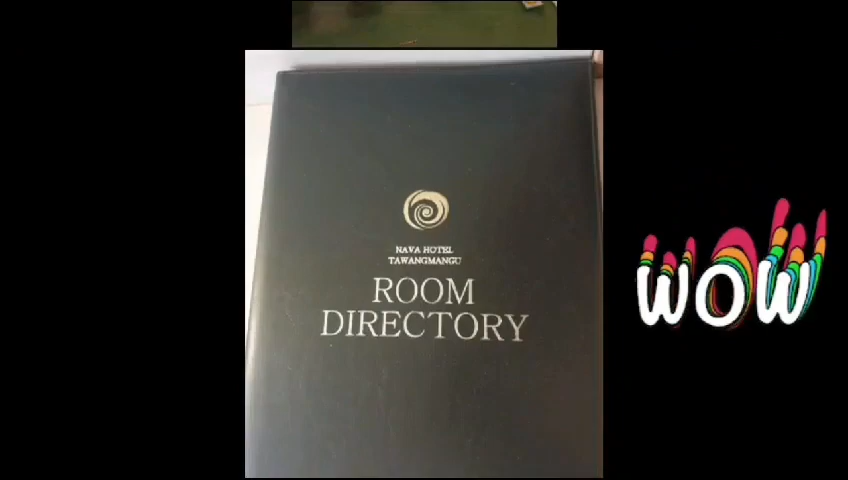 NAVA HOTEL
TAWANGMANGU
ROOM
DIRECTORY
WOW